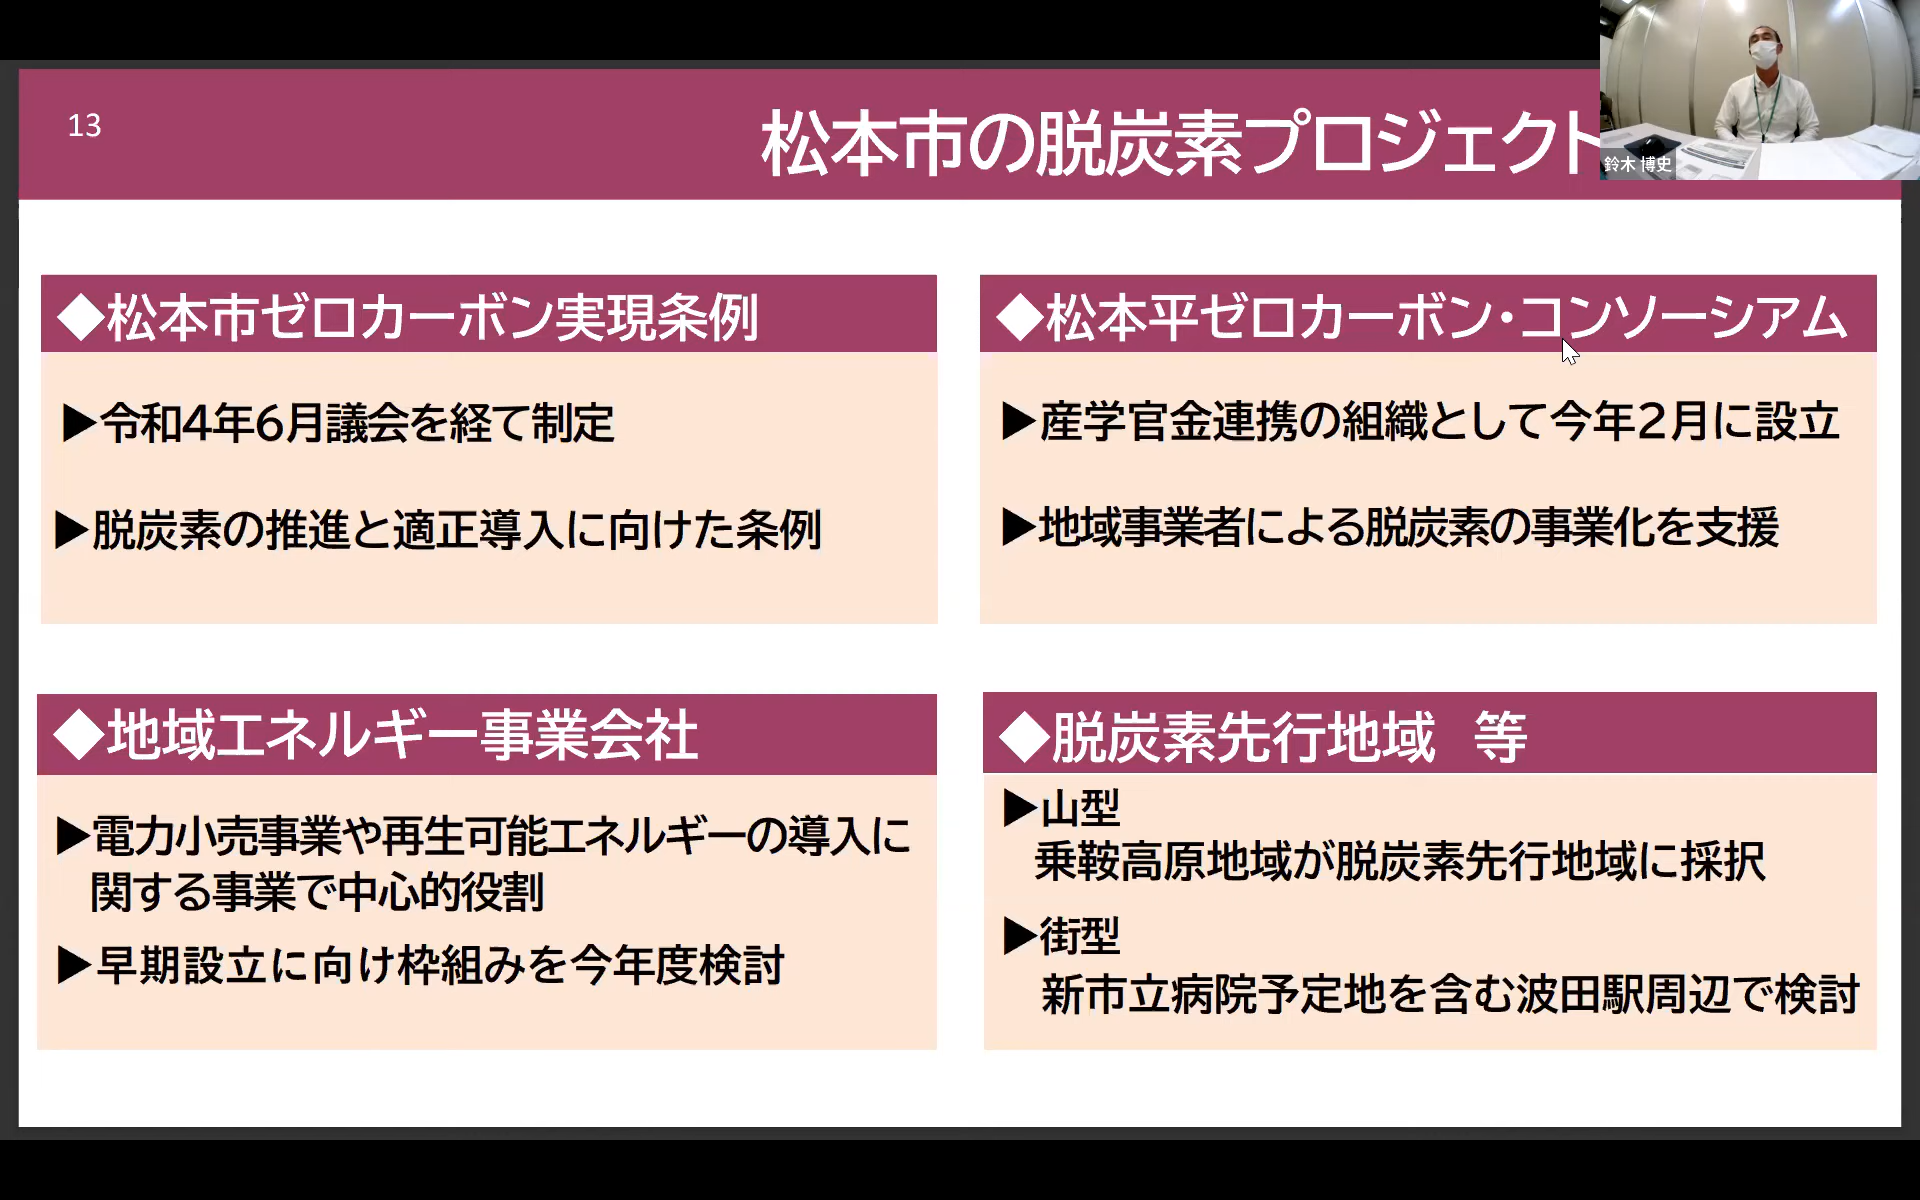 13
松本市の脱炭素プロジェクト
鈴木 博史
◆松本市ゼロカーボン実現条例
▶令和4年6月議会を経て制定
▶脱炭素の推進と適正導入に向けた条例
◆松本平ゼロカーボン・コンソーシアム
▶産学官金連携の組織として今年2月に設立
▶地域事業者による脱炭素の事業化を支援
◆地域エネルギー事業会社
▶電力小売事業や再生可能エネルギーの導入に
関する事業で中心的役割
▶早期設立に向け枠組みを今年度検討
◆脱炭素先行地域　等
▶山型
乗鞍高原地域が脱炭素先行地域に採択
▶街型
新市立病院予定地を含む波田駅周辺で検討